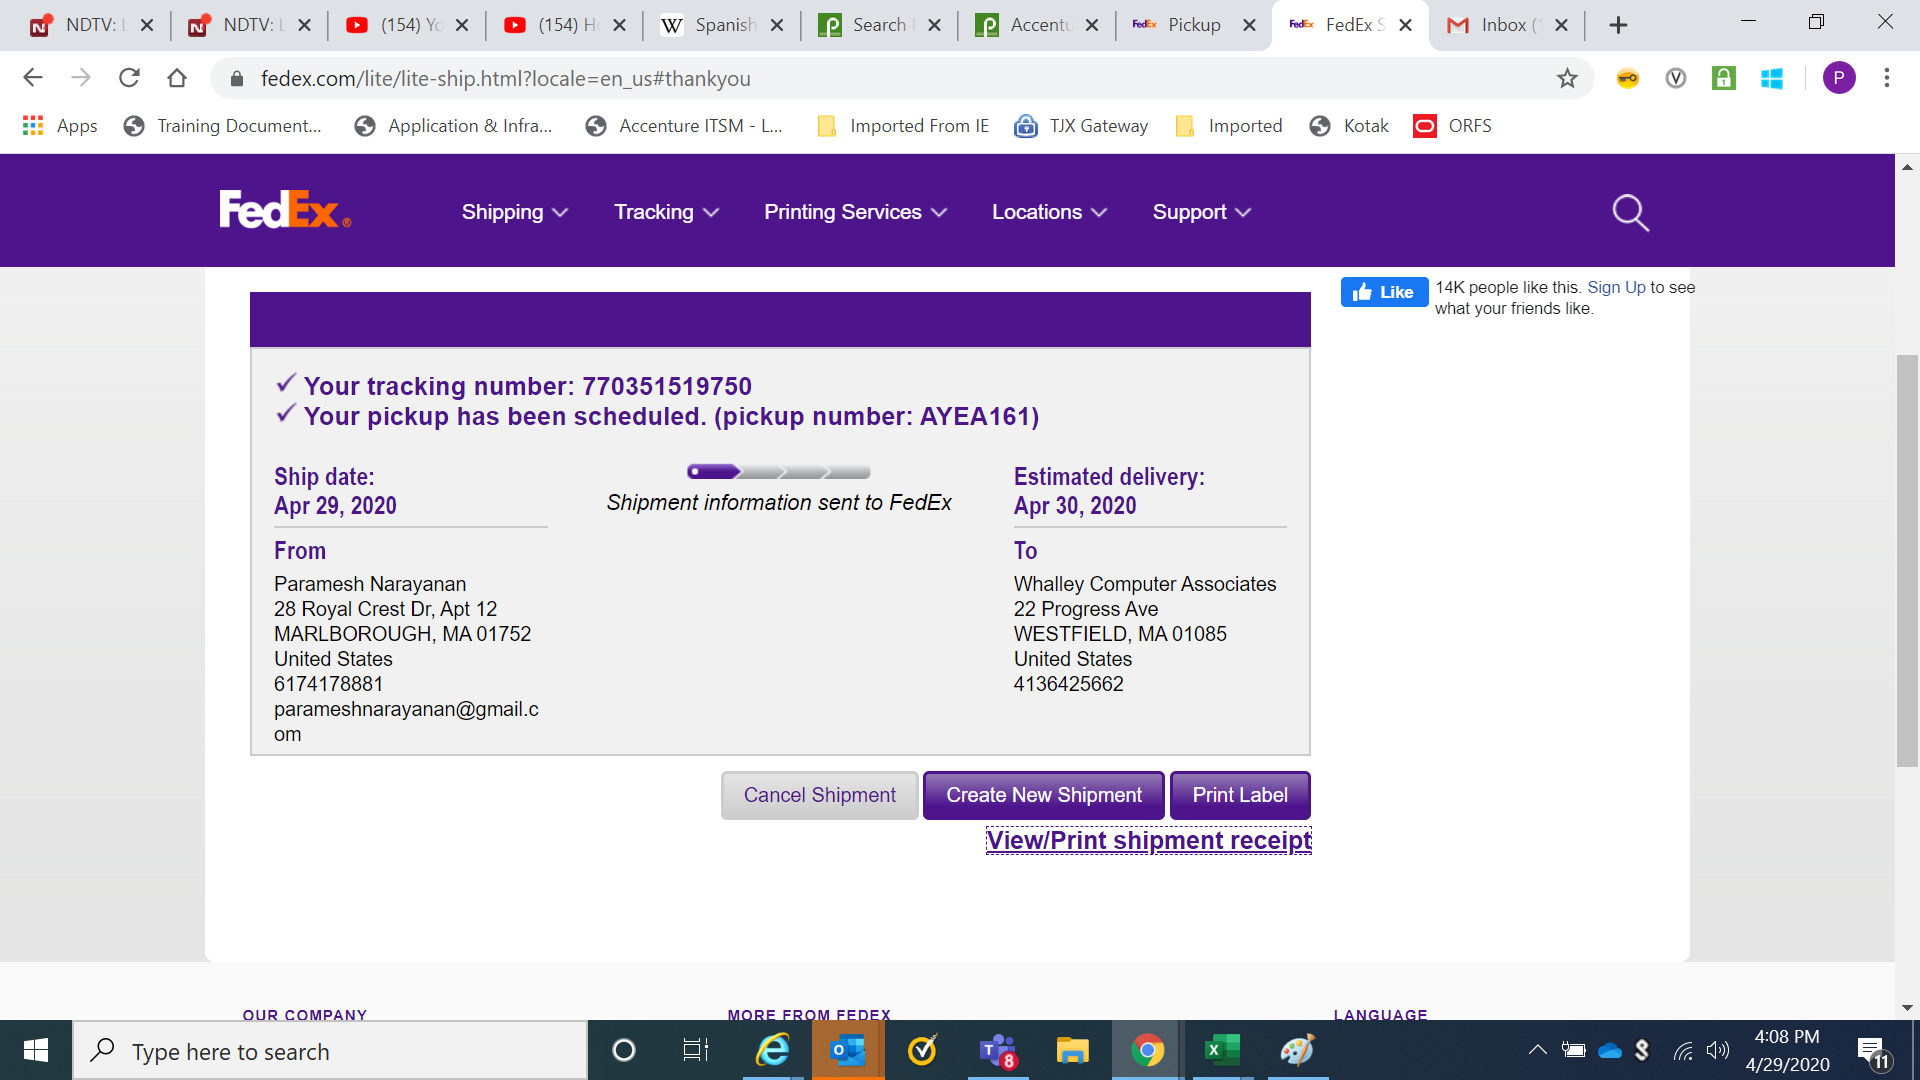 NDTV: L
NDTV: L
(154) Yo
(154) He
Spanish
Search
Accentu
Pickup
FedEx S
Inbox (
fedex.com/lite/lite-ship.html?locale=en_us#thankyou
P
Apps
Training Document...
Application & Infra...
Accenture ITSM - L...
Imported From IE
TJX Gateway
Imported
Kotak
ORFS
FedEx®
Shipping
Tracking
Printing Services
Locations
Support
Like
14K people like this. Sign Up to see
what your friends like.
Your tracking number: 770351519750
Your pickup has been scheduled. (pickup number: AYEA161)
Ship date:
Apr 29, 2020
Shipment information sent to FedEx
Estimated delivery:
Apr 30, 2020
From
Paramesh Narayanan
28 Royal Crest Dr, Apt 12
MARLBOROUGH, MA 01752
United States
6174178881
parameshnarayanan@gmail.c
om
To
Whalley Computer Associates
22 Progress Ave
WESTFIELD, MA 01085
United States
4136425662
Cancel Shipment
Create New Shipment
Print Label
View/Print shipment receipt
OUR COMPANY
MORE FROM FEDEX
LANGUAGE
Type here to search
8
4:08 PM
4/29/2020
11